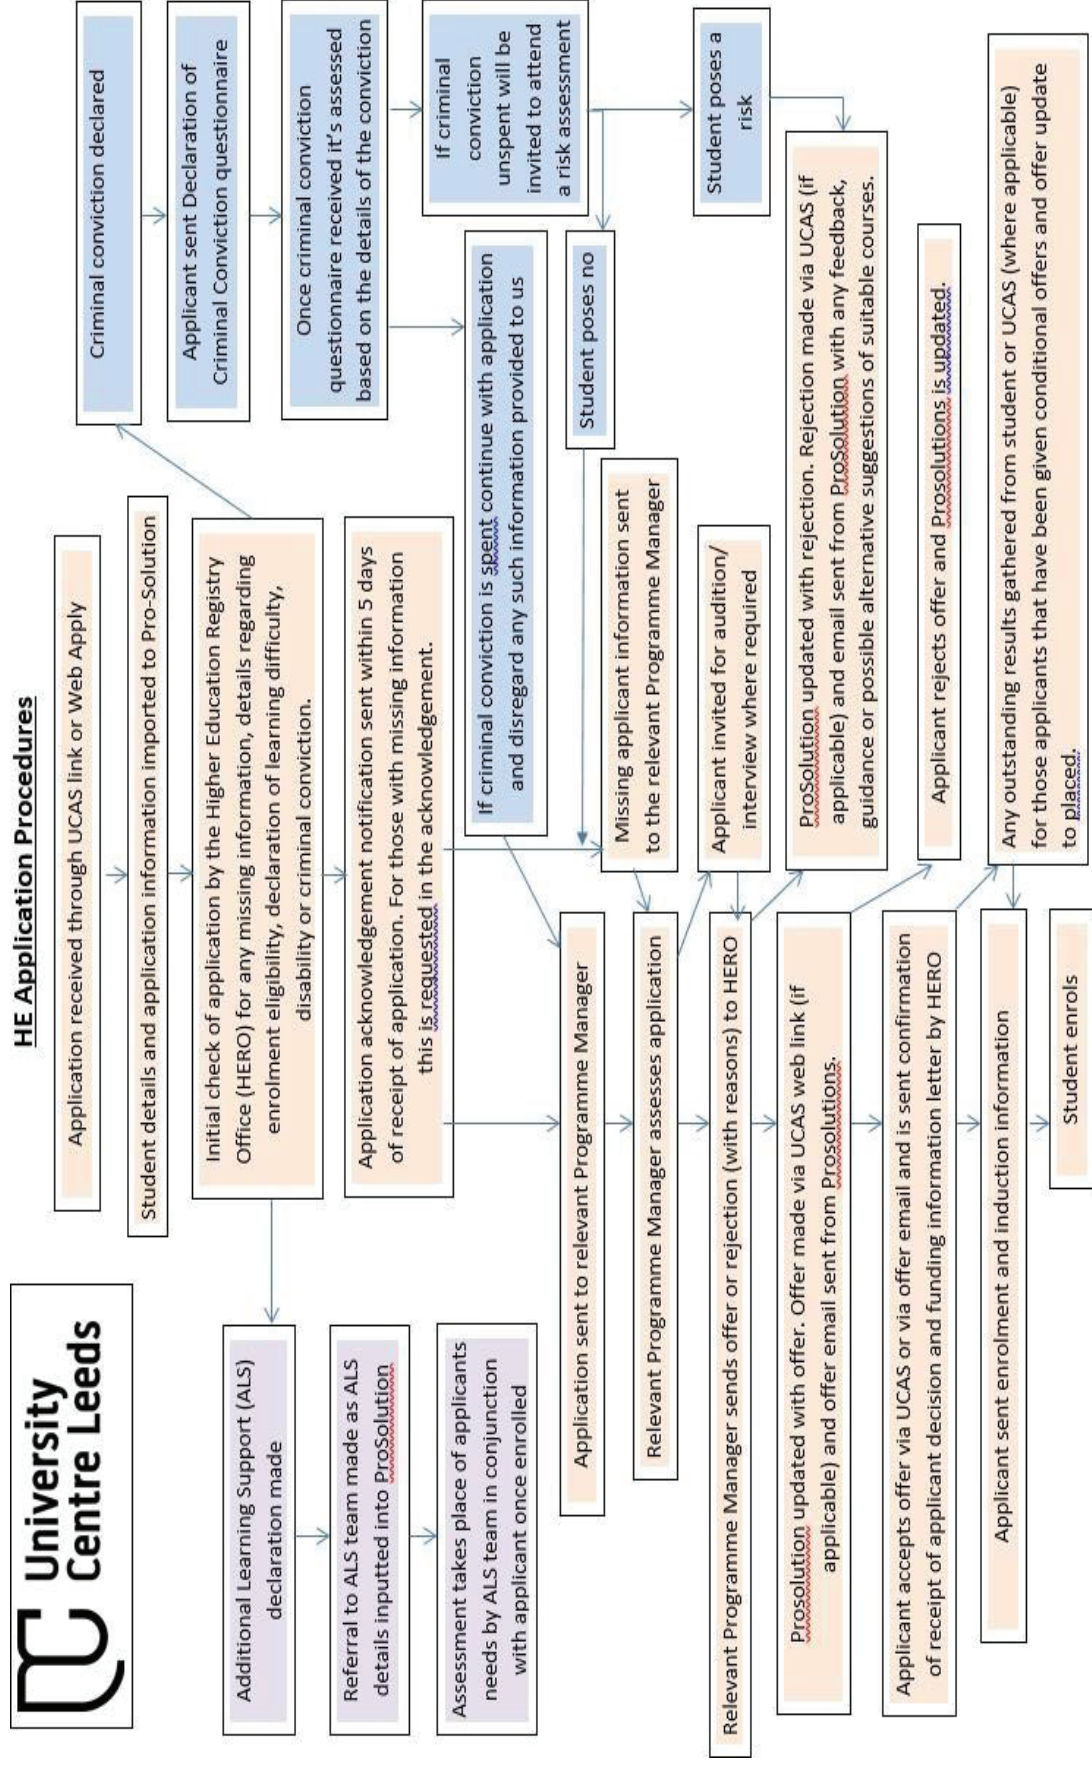 University
Centre Leeds
HE Application Procedures
Application received through UCAS link or Web Apply
Student details and application information imported to Pro-Solution
Initial check of application by the Higher Education Registry
Office (HERO) for any missing information, details regarding
enrolment eligibility, declaration of learning difficulty,
disability or criminal conviction.
Application acknowledgement notification sent within 5 days
of receipt of application. For those with missing information
this is requested in the acknowledgement.
Additional Learning Support (ALS)
declaration made
Referral to ALS team made as ALS
details inputted into ProSolution
Assessment takes place of applicants
needs by ALS team in conjunction
with applicant once enrolled
Criminal conviction declared
Applicant sent Declaration of
Criminal Conviction questionnaire
Once criminal conviction
questionnaire received it's assessed
based on the details of the conviction
If criminal
conviction
unspent will be
invited to attend
a risk assessment
If criminal conviction is spent continue with application
and disregard any such information provided to us
Student poses no
Student poses a
risk
Application sent to relevant Programme Manager
Missing applicant information sent
to the relevant Programme Manager
Relevant Programme Manager assesses application
Applicant invited for audition/
interview where required
Relevant Programme Manager sends offer or rejection (with reasons) to HERO
Prosolution updated with offer. Offer made via UCAS web link (if
applicable) and offer email sent from Prosolutions.
ProSolution updated with rejection. Rejection made via UCAS (if
applicable) and email sent from ProSolution with any feedback,
guidance or possible alternative suggestions of suitable courses.
Applicant accepts offer via UCAS or via offer email and is sent confirmation
of receipt of applicant decision and funding information letter by HERO
Applicant rejects offer and Prosolutions is updated.
Applicant sent enrolment and induction information
Any outstanding results gathered from student or UCAS (where applicable)
for those applicants that have been given conditional offers and offer update
to placed.
Student enrols